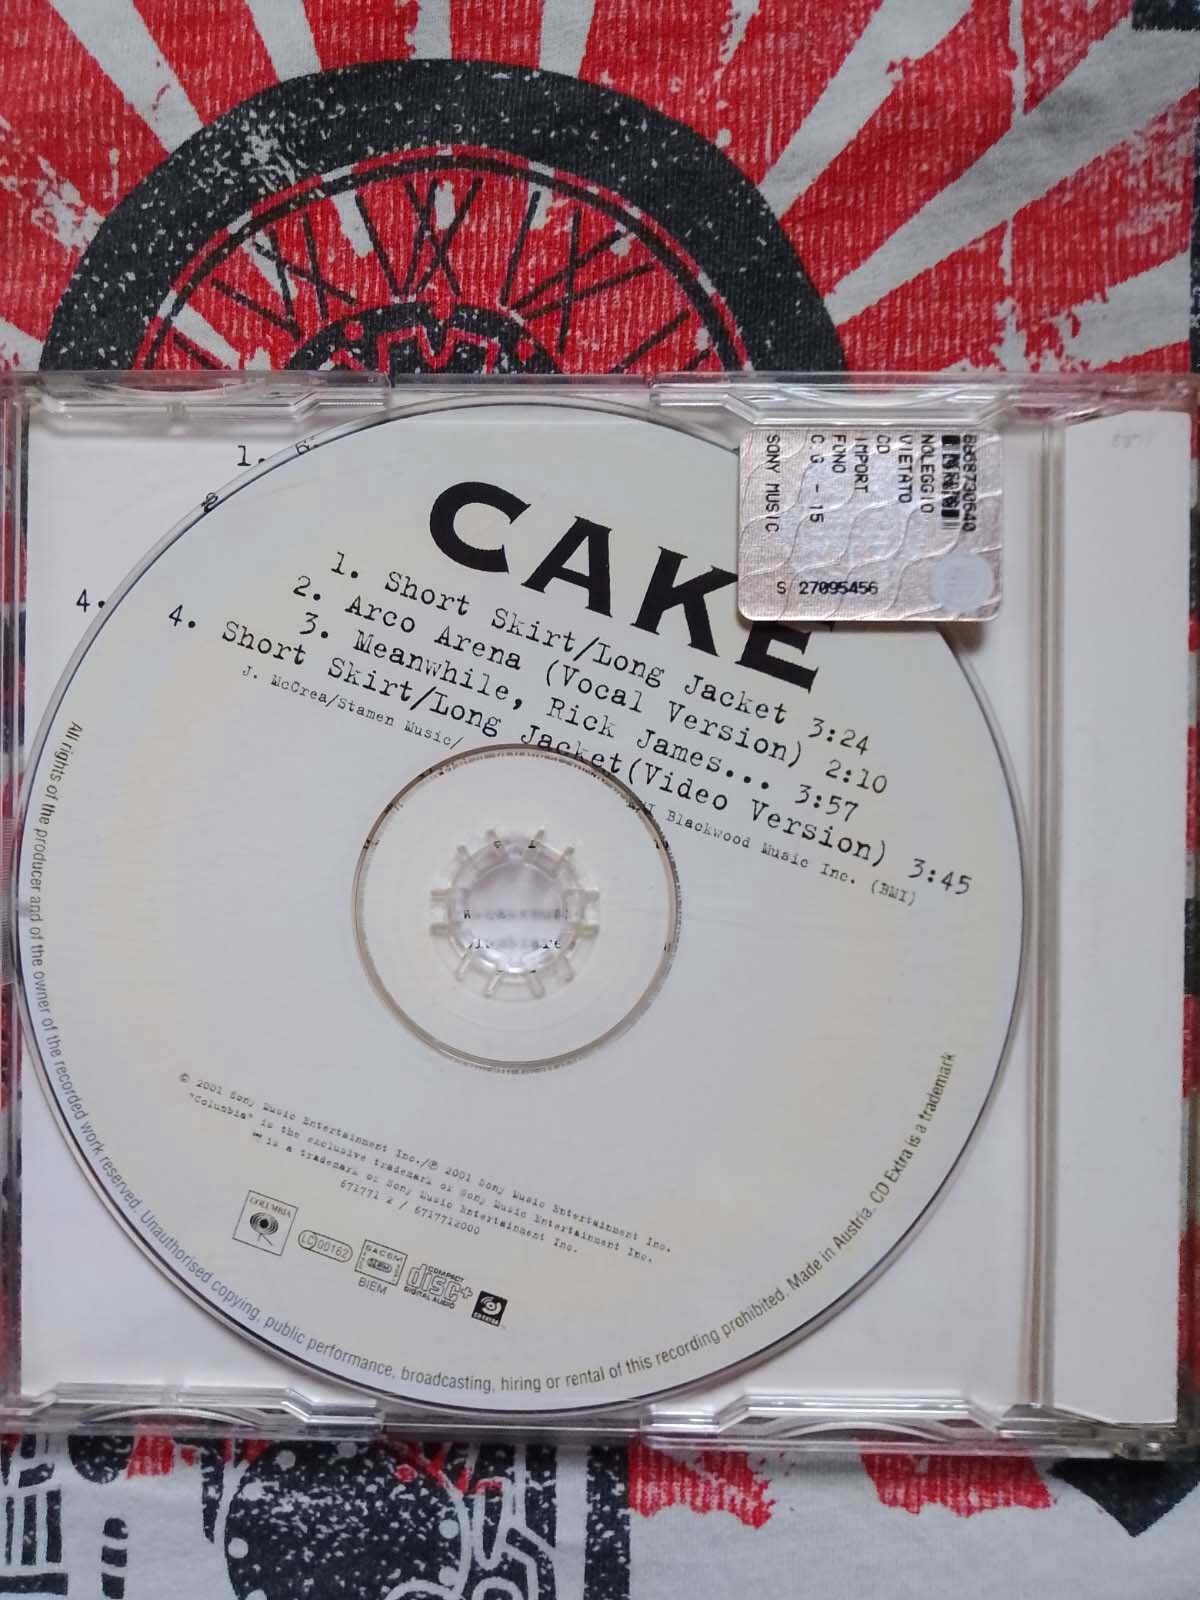 1.
4.
CAKE
1. Short Skirt/Long Jacket 3:24
2. Arco Arena (Vocal Version) 2:10
3. Meanwhile, Rick James... 3:57
4. Short Skirt/Long Jacket(Video Version) 3:45
J. McCrea/Stamen Music/ Blackwood Music Inc. (BMI)
NOLEGGIO
VIETATO
CD
IMPORT
FONO
C.G - 15
SONY MUSIC
S 27095456
© 2001 Sony Music Entertainment Inc./℗ 2001 Sony Music Entertainment Inc.
"Columbia" is the exclusive trademark of Sony Music Entertainment Inc.
is a trademark of Sony Music Entertainment Inc.
671771 2 / 6717712000
COLUMBIA
LC 00162
SACEM
BIEM
COMPACT
disc+
DIGITAL AUDIO
All rights of the producer and of the owner of the recorded work reserved. Unauthorised copying, public performance, broadcasting, hiring or rental of this recording prohibited. Made in Austria. CD Extra is a trademark